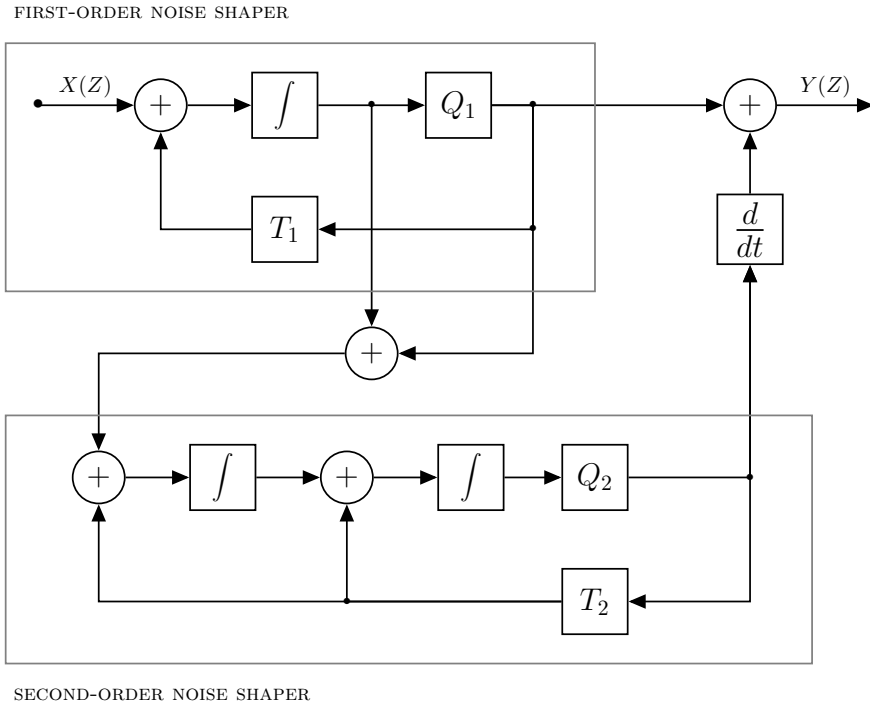 FIRST-ORDER NOISE SHAPER
X(Z) + ∫ Q₁ + Y(Z)
T₁ d/dt
+
+ ∫ + ∫ Q₂
T₂
SECOND-ORDER NOISE SHAPER